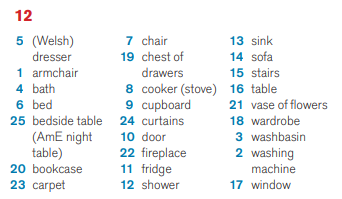 12
5 (Welsh)
dresser
1 armchair
4 bath
6 bed
25 bedside table
(AmE night
table)
20 bookcase
23 carpet
7 chair
19 chest of
drawers
8 cooker (stove)
9 cupboard
24 curtains
10 door
22 fireplace
11 fridge
12 shower
13 sink
14 sofa
15 stairs
16 table
21 vase of flowers
18 wardrobe
3 washbasin
2 washing
machine
17 window